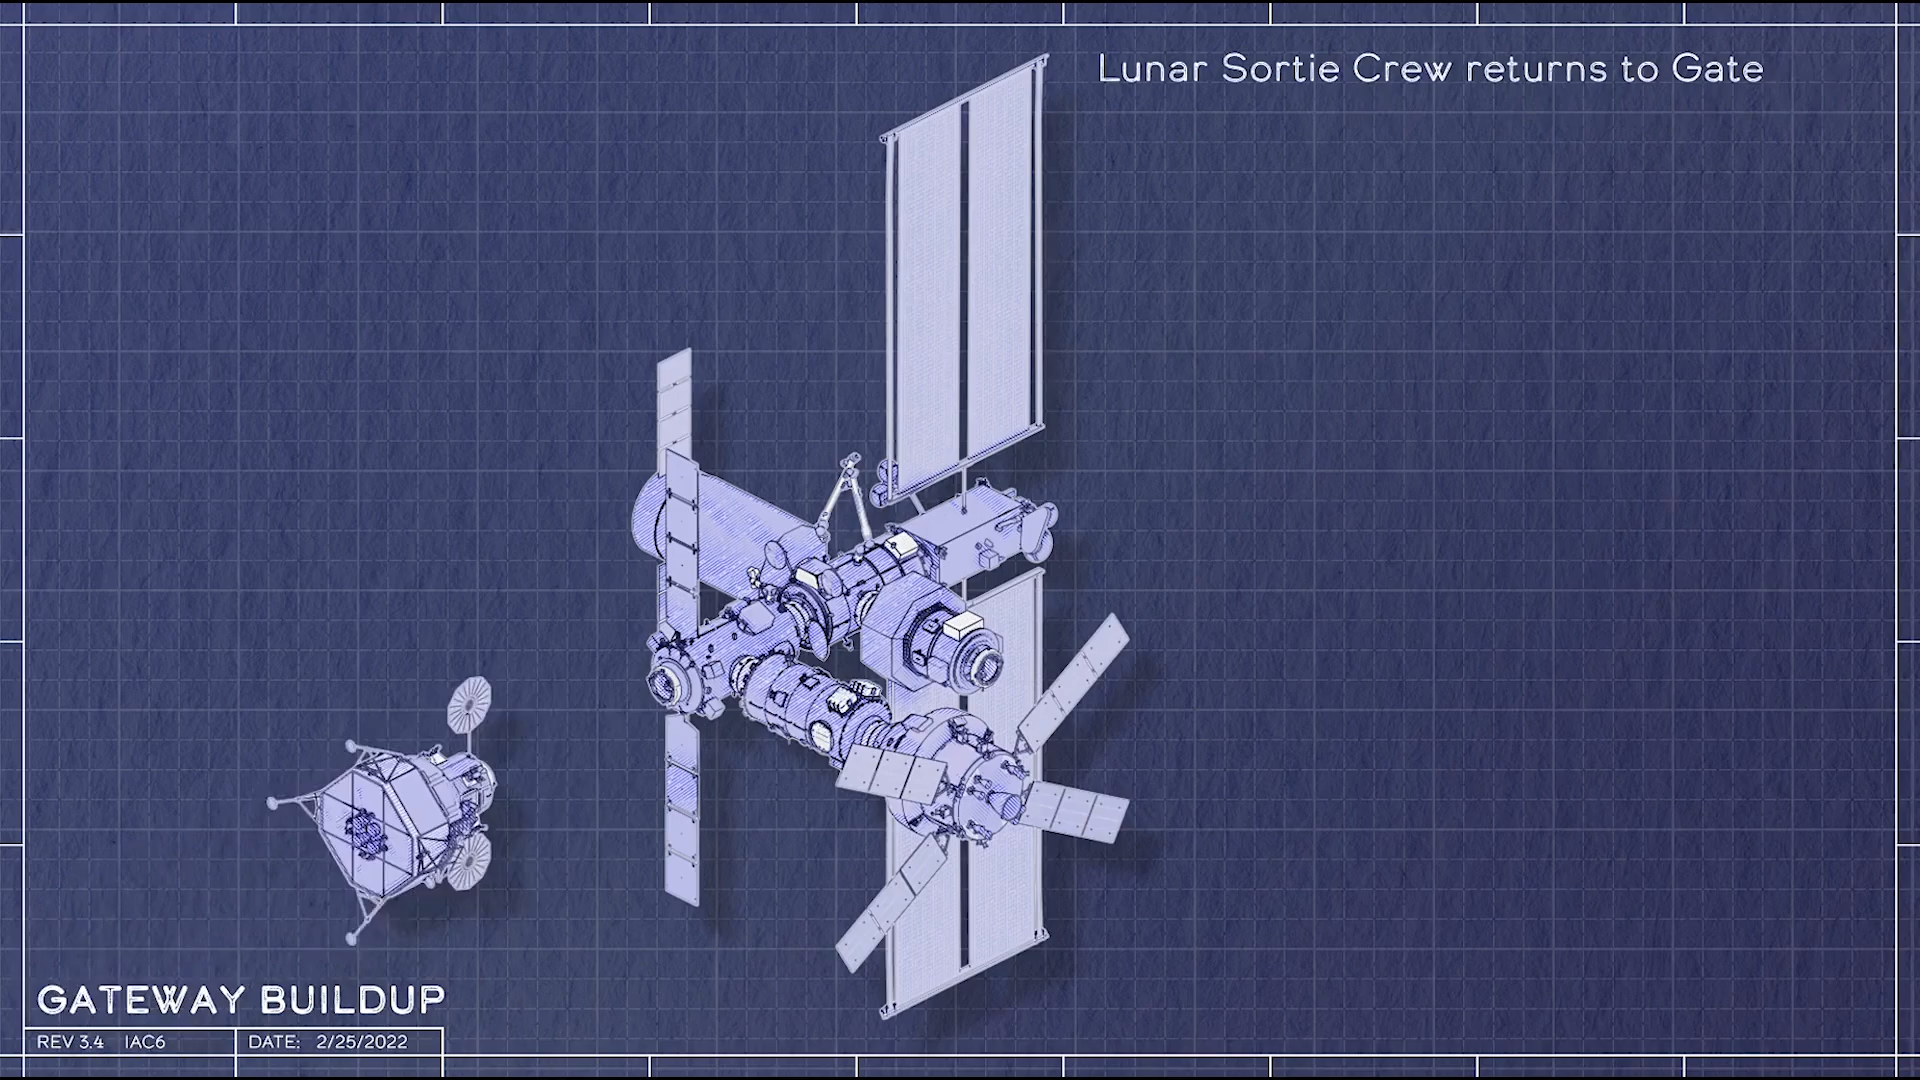 Lunar Sortie Crew returns to Gate
GATEWAY BUILDUP
REV 3.4 IAC6 DATE: 2/25/2022